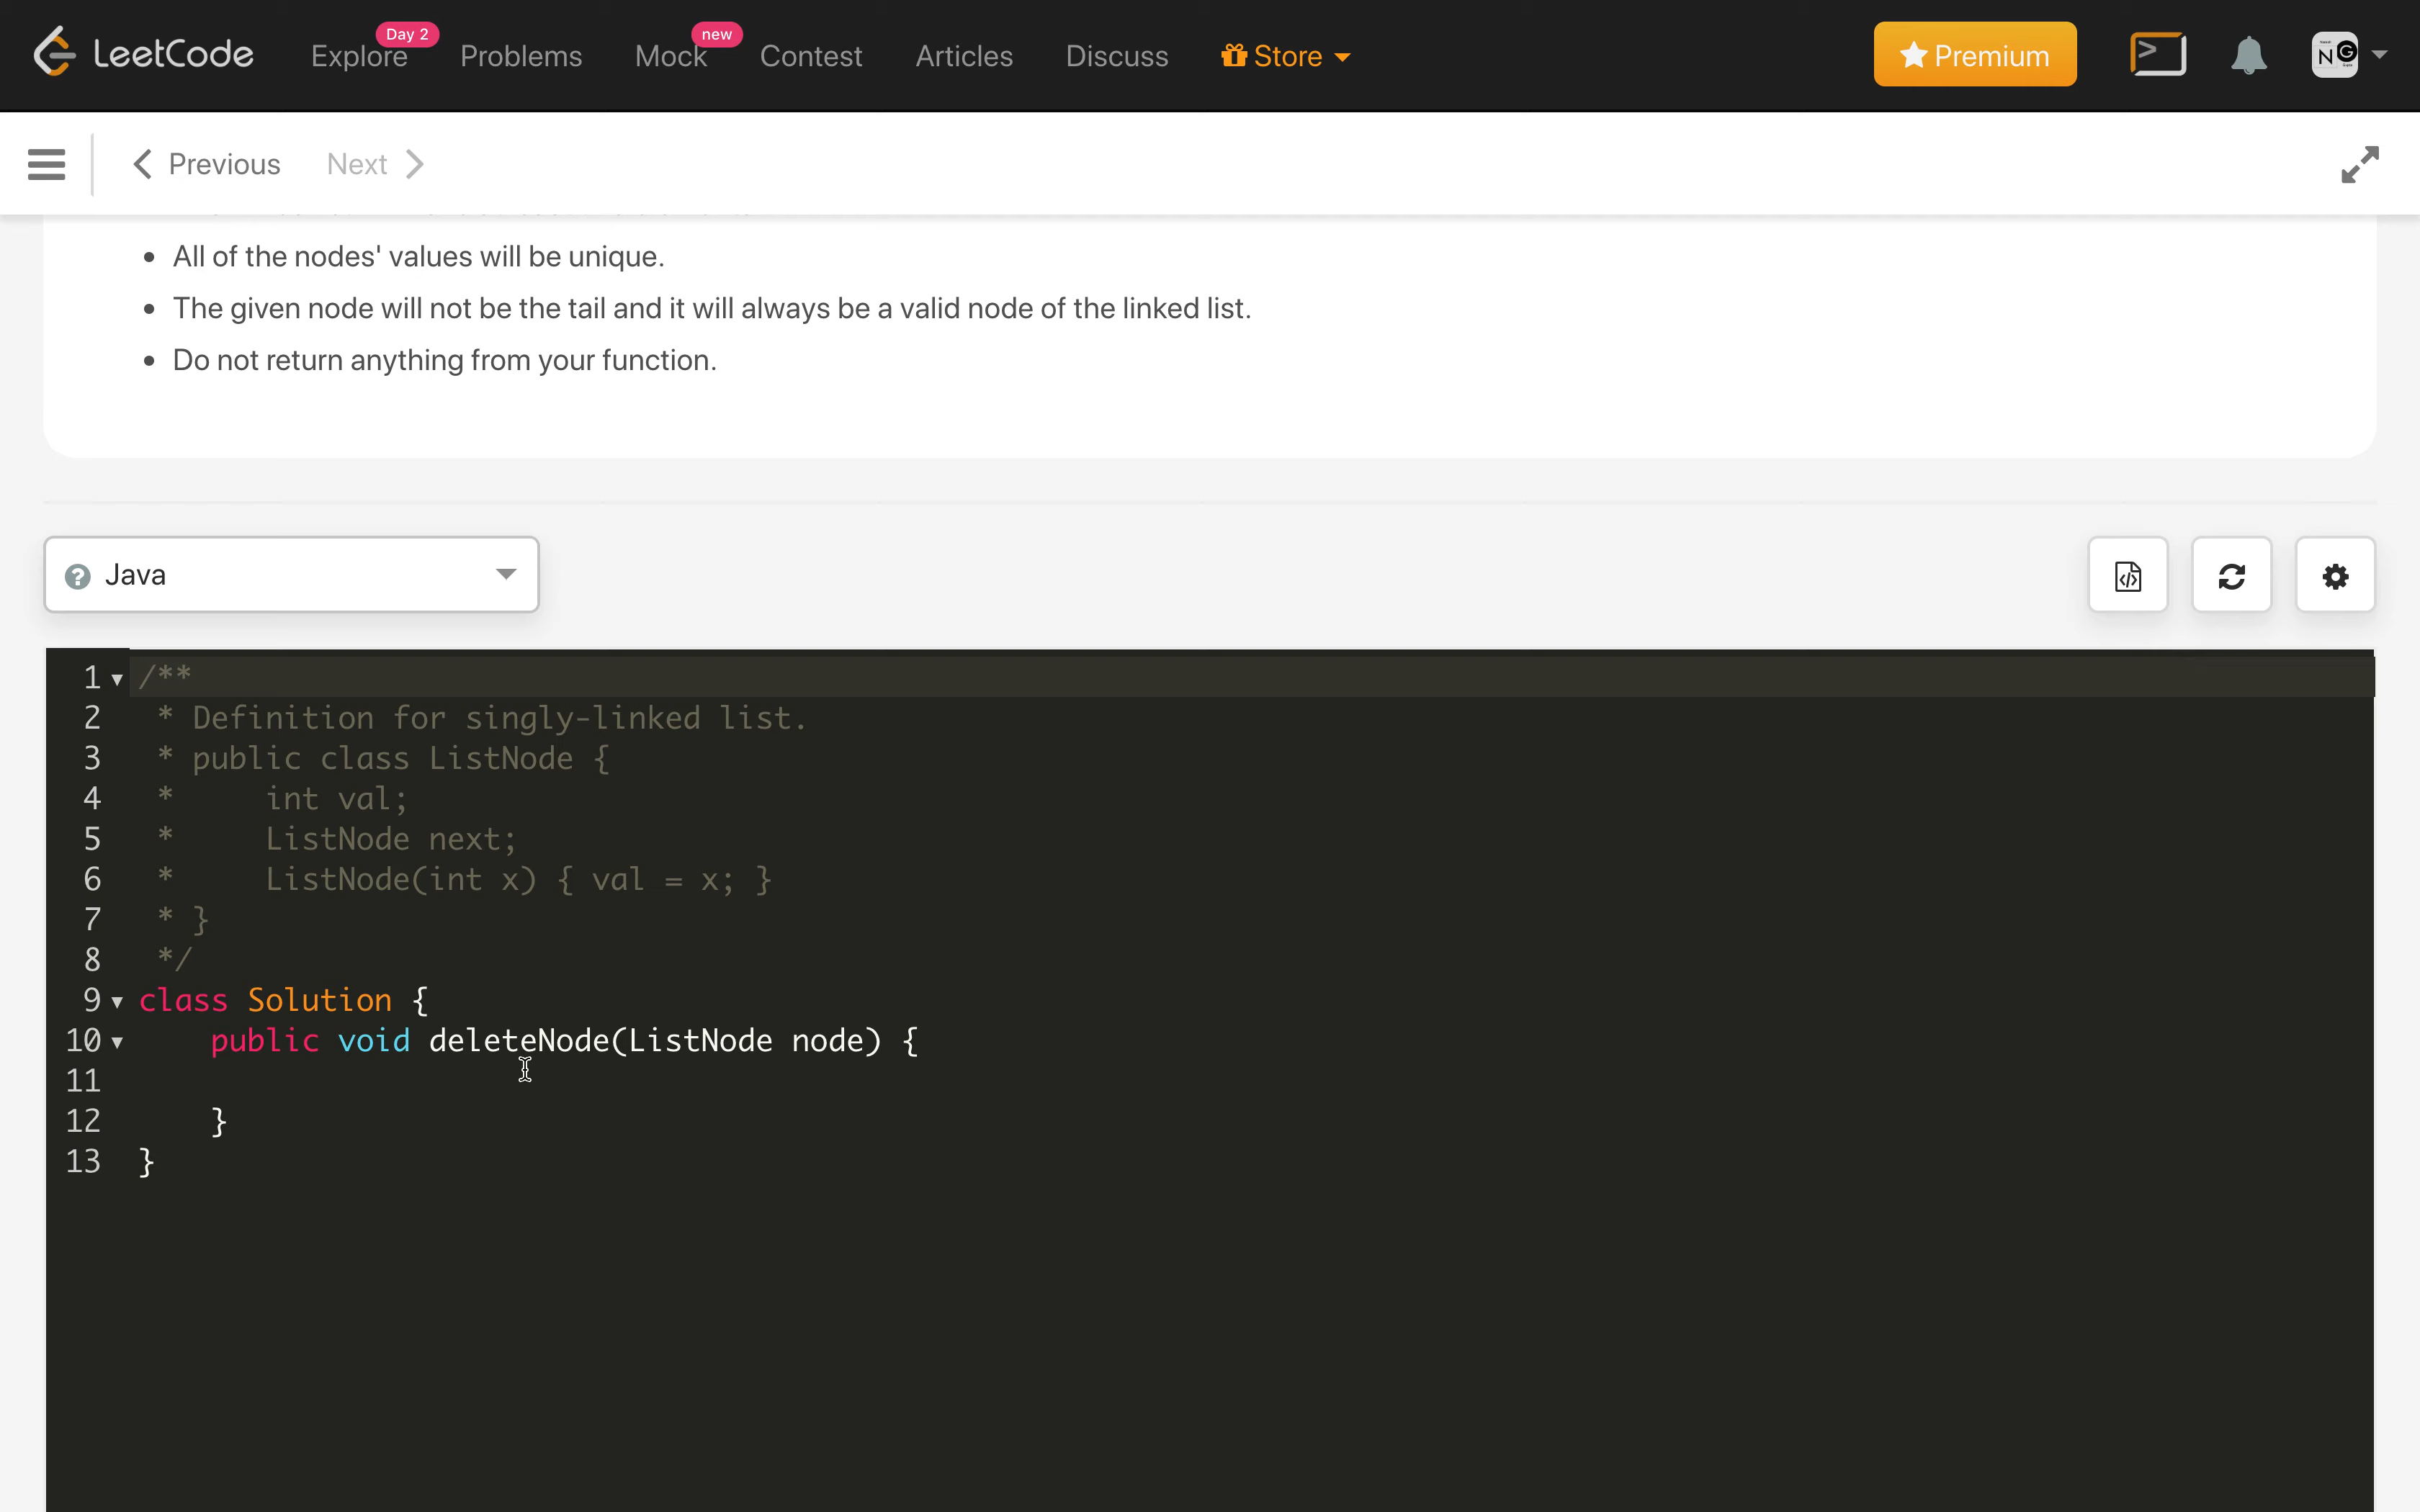 LeetCode Explore Day 2 Problems Mock new Contest Articles Discuss Store Premium
Previous Next
All of the nodes' values will be unique.
The given node will not be the tail and it will always be a valid node of the linked list.
Do not return anything from your function.
Java
1 /**
2 * Definition for singly-linked list.
3 * public class ListNode {
4 * int val;
5 * ListNode next;
6 * ListNode(int x) { val = x; }
7 * }
8 */
9 class Solution {
10 public void deleteNode(ListNode node) {
11
12 }
13 }